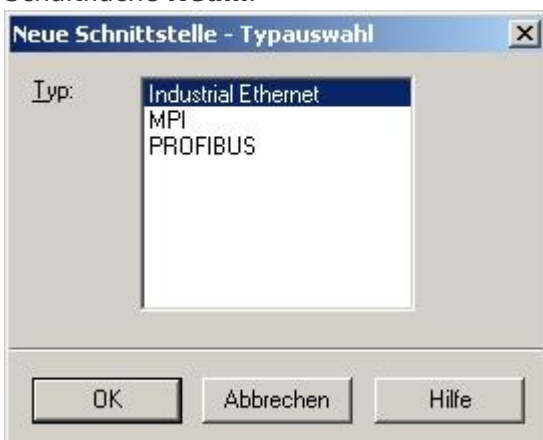 Neue Schnittstelle - Typauswahl
Typ:
Industrial Ethernet
MPI
PROFIBUS
OK
Abbrechen
Hilfe